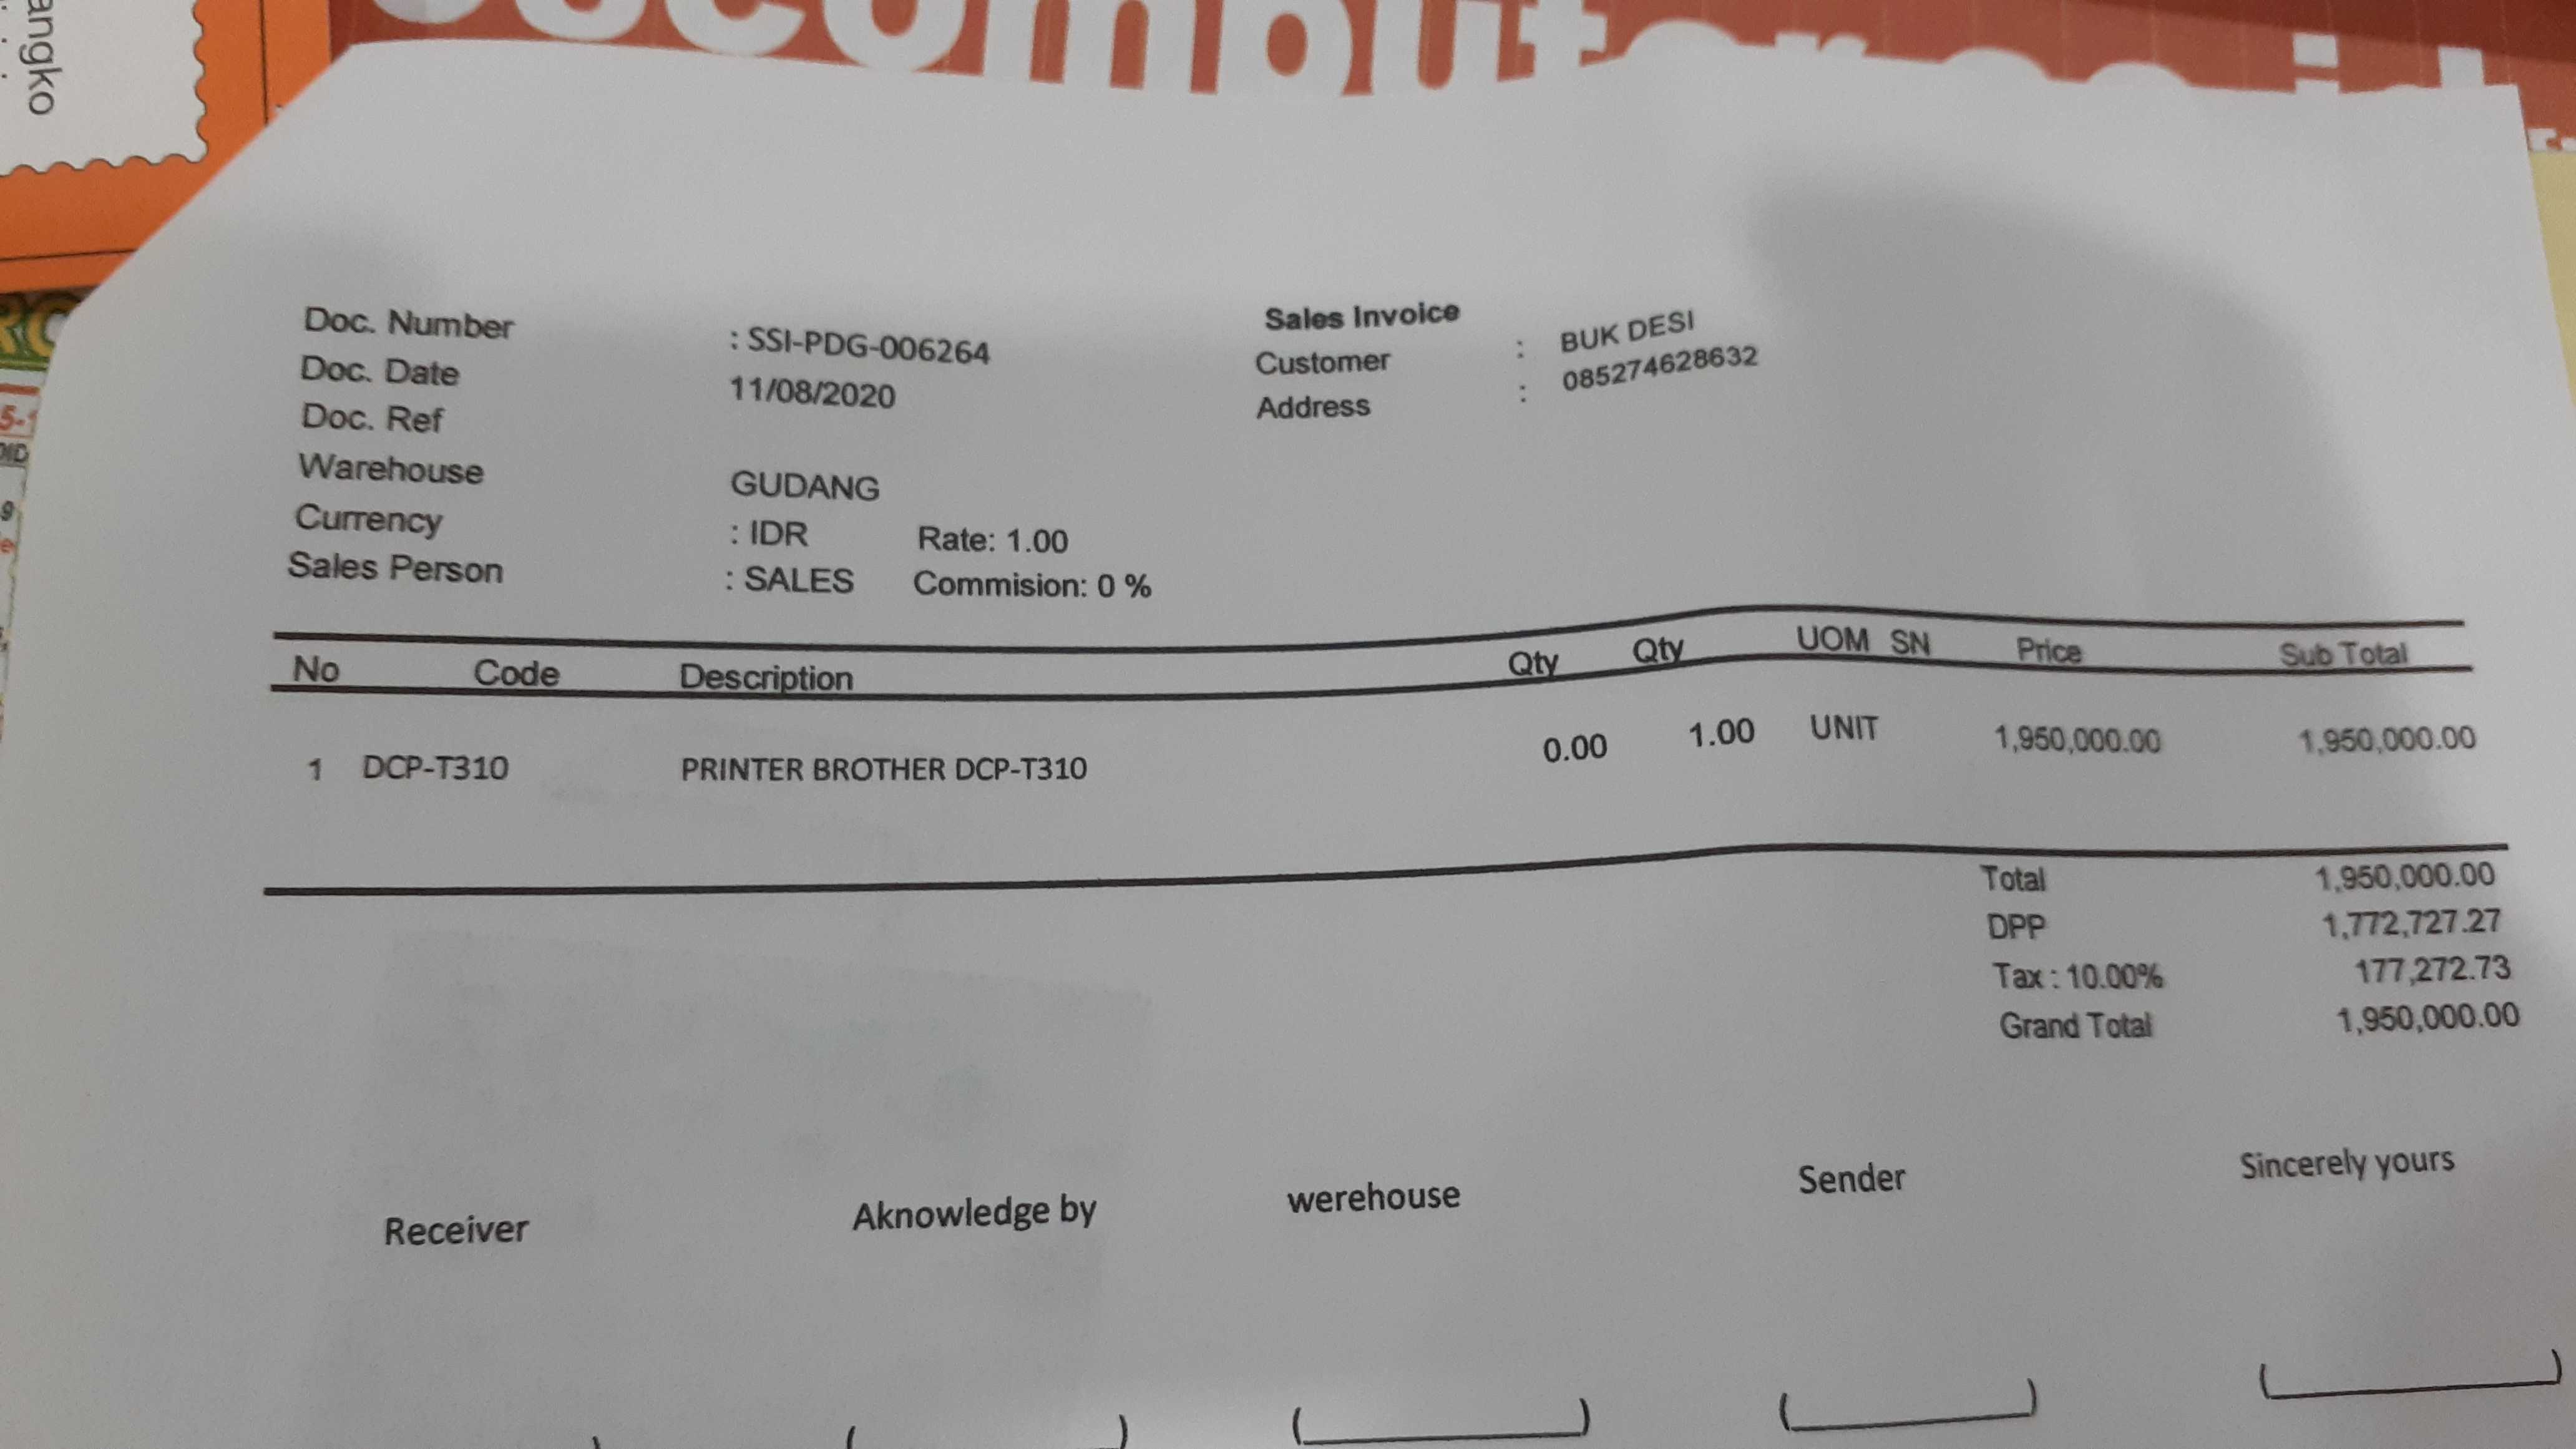 angko
Doc. Number : SSI-PDG-006264
Doc. Date 11/08/2020
Doc. Ref
Warehouse GUDANG
Currency : IDR Rate: 1.00
Sales Person : SALES Commision: 0 %
Sales Invoice
Customer : BUK DESI
Address : 085274628632
No Code Description Qty Qty UOM SN Price Sub Total
1 DCP-T310 PRINTER BROTHER DCP-T310 0.00 1.00 UNIT 1,950,000.00 1,950,000.00
Total 1,950,000.00
DPP 1,772,727.27
Tax : 10.00% 177,272.73
Grand Total 1,950,000.00
Receiver Aknowledge by werehouse Sender Sincerely yours